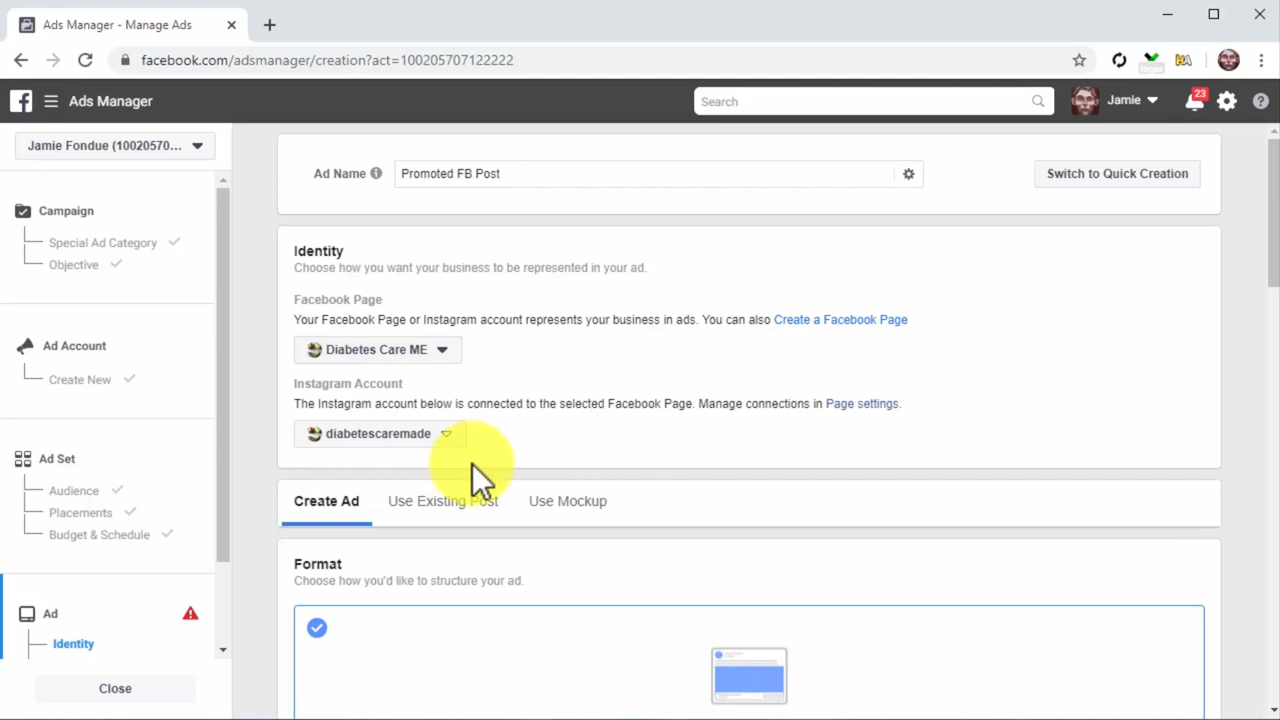 Ads Manager - Manage Ads
facebook.com/adsmanager/creation?act=100205707122222
Ads Manager
Search
Jamie
23
Jamie Fondue (10020570...
Campaign
Special Ad Category
Objective
Ad Account
Create New
Ad Set
Audience
Placements
Budget & Schedule
Ad
Identity
Close
Ad Name
Promoted FB Post
Switch to Quick Creation
Identity
Choose how you want your business to be represented in your ad.
Facebook Page
Your Facebook Page or Instagram account represents your business in ads. You can also Create a Facebook Page
Diabetes Care ME
Instagram Account
The Instagram account below is connected to the selected Facebook Page. Manage connections in Page settings.
diabetescaremade
Create Ad Use Existing Post Use Mockup
Format
Choose how you'd like to structure your ad.